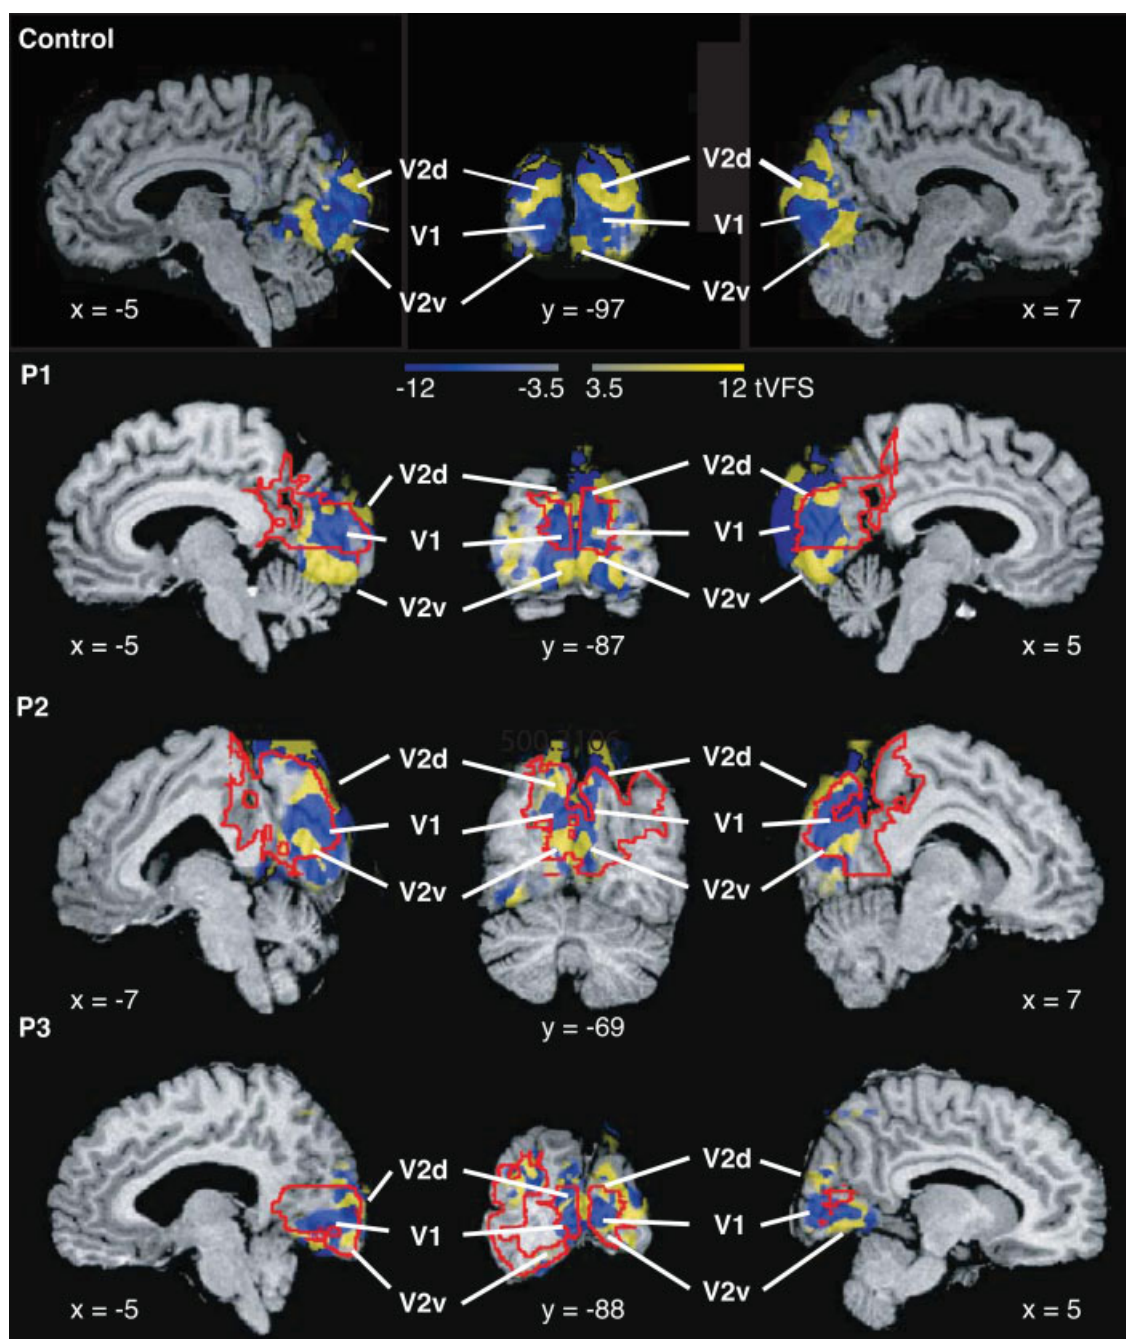 Control
V2d V2d
V1 V1
V2v V2v
x = -5 y = -97 x = 7
P1
-12 -3.5 3.5 12 tVFS
V2d V2d
V1 V1
V2v V2v
x = -5 y = -87 x = 5
P2
500.3106
V2d V2d
V1 V1
V2v V2v
x = -7 y = -69 x = 7
P3
V2d V2d
V1 V1
V2v V2v
x = -5 y = -88 x = 5